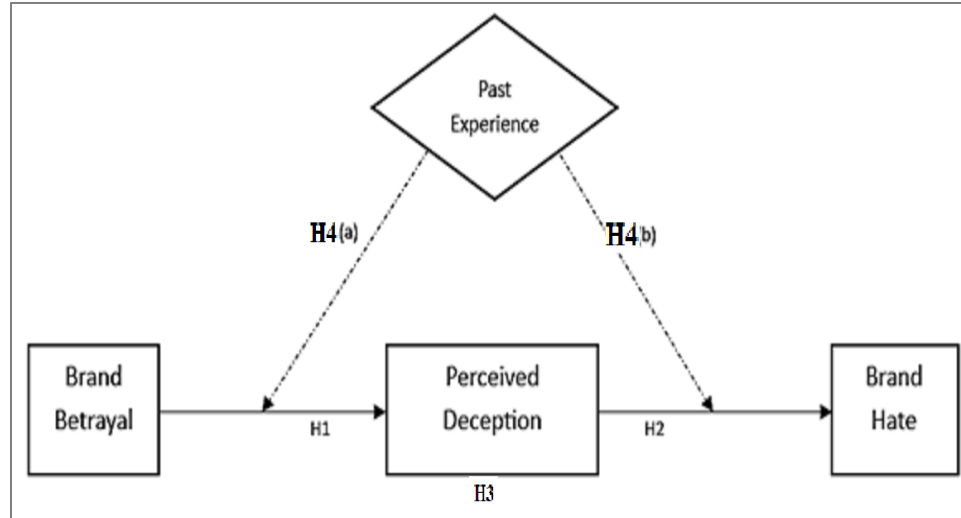 Past
Experience
H4(a)
H4(b)
Brand
Betrayal
Perceived
Deception
Brand
Hate
H1
H2
H3